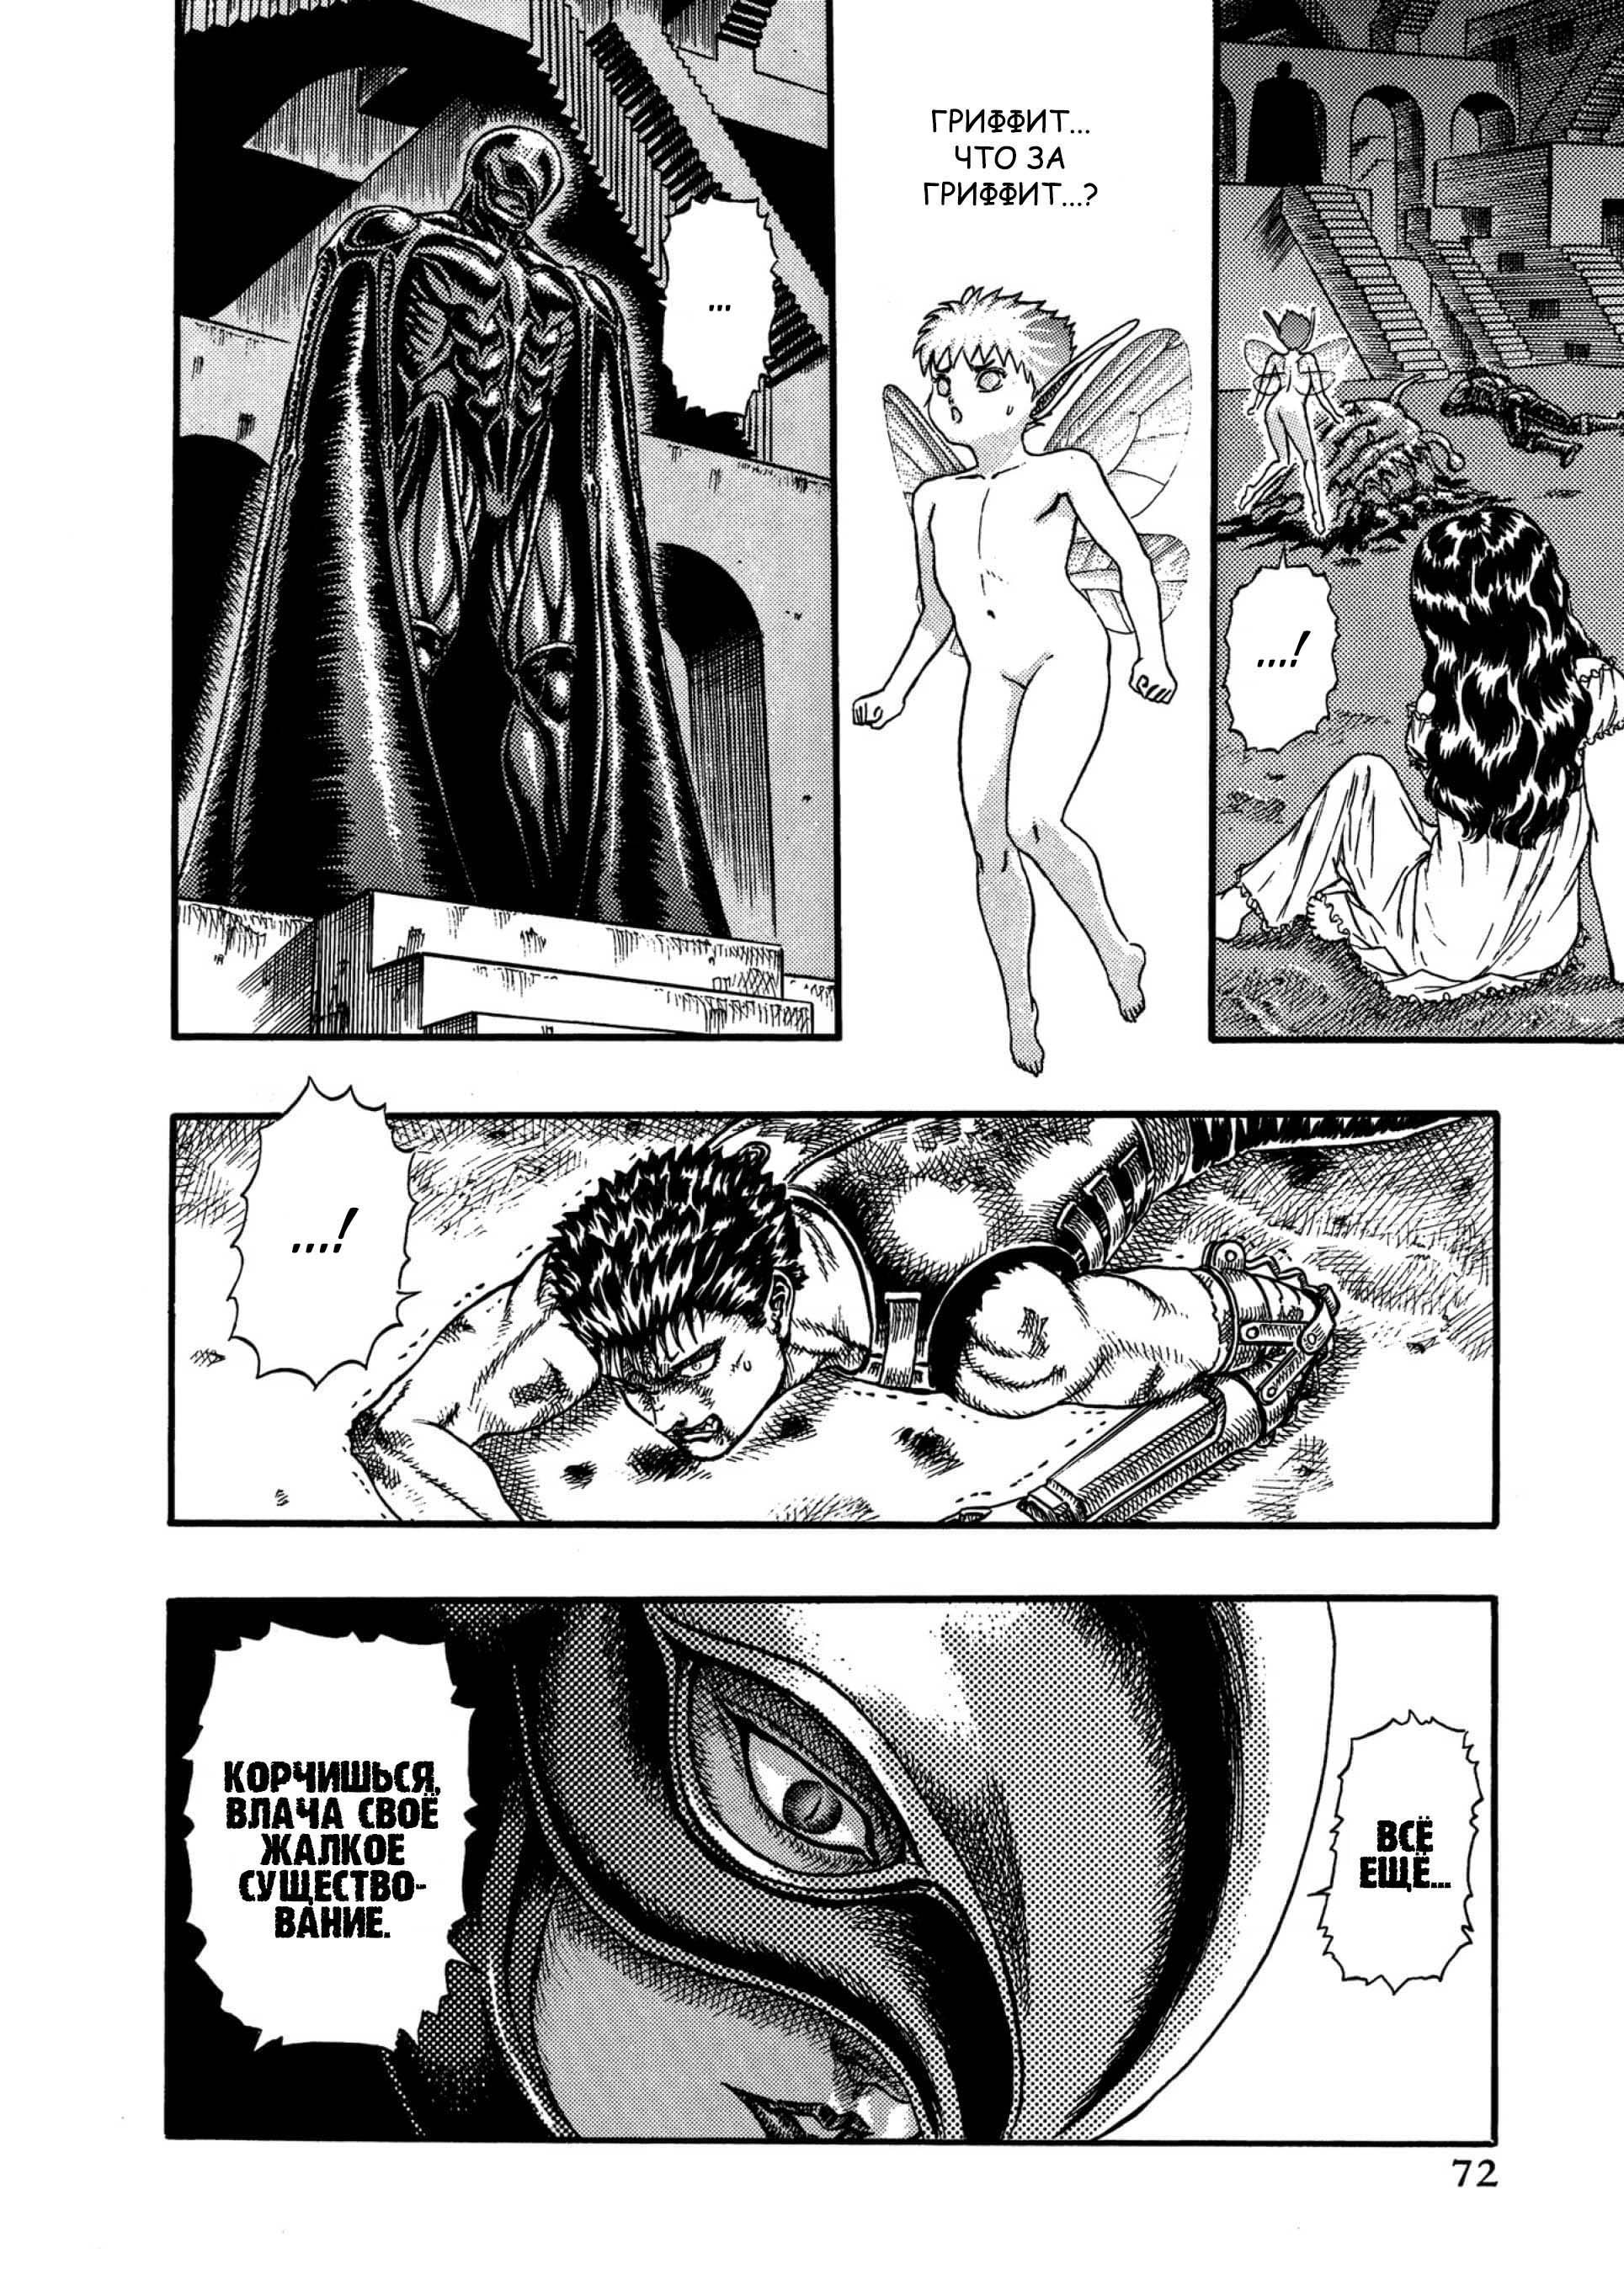 ....!
ГРИФФИТ...
ЧТО ЗА
ГРИФФИТ...?
...
....!
ВСЁ
ЕЩЁ...
КОРЧИШЬСЯ,
ВЛАЧА СВОЁ
ЖАЛКОЕ
СУЩЕСТВО-
ВАНИЕ.
72